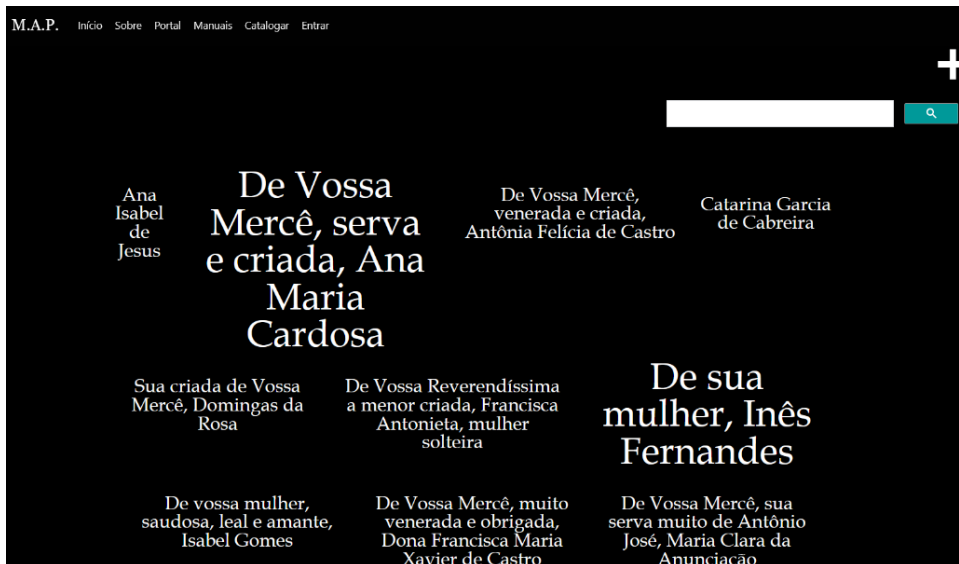 M.A.P. Início Sobre Portal Manuais Catalogar Entrar
+
Ana
Isabel
de
Jesus
De Vossa
Mercê, serva
e criada, Ana
Maria
Cardosa
De Vossa Mercê,
venerada e criada,
Antônia Felícia de Castro
Catarina Garcia
de Cabreira
Sua criada de Vossa
Mercê, Domingas da
Rosa
De Vossa Reverendíssima
a menor criada, Francisca
Antonieta, mulher
solteira
De sua
mulher, Inês
Fernandes
De vossa mulher,
saudosa, leal e amante,
Isabel Gomes
De Vossa Mercê, muito
venerada e obrigada,
Dona Francisca Maria
Xavier de Castro
De Vossa Mercê, sua
serva muito de Antônio
José, Maria Clara da
Anunciação